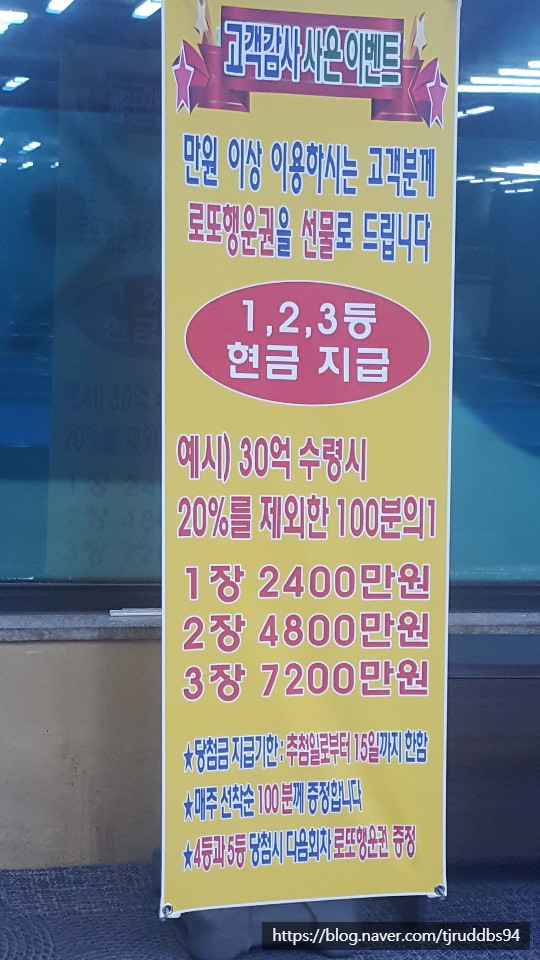 고객감사 사은 이벤트
만원 이상 이용하시는 고객분께
로또행운권을 선물로 드립니다
1,2,3등
현금 지급
예시) 30억 수령시
20%를 제외한 100분의1
1장 2400만원
2장 4800만원
3장 7200만원
★당첨금 지급기한 : 추첨일로부터 15일까지 한함
★매주 선착순 100분께 증정합니다
★4등과 5등 당첨시 다음회차 로또행운권 증정
https://blog.naver.com/tjruddbs94